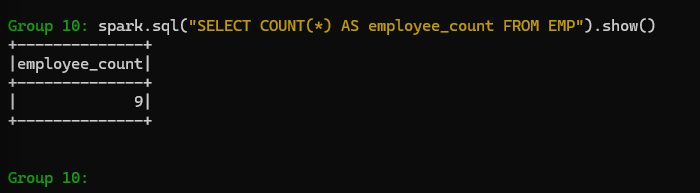 Group 10: spark.sql("SELECT COUNT(*) AS employee_count FROM EMP").show()
+--------------+
|employee_count|
+--------------+
|             9|
+--------------+
Group 10: